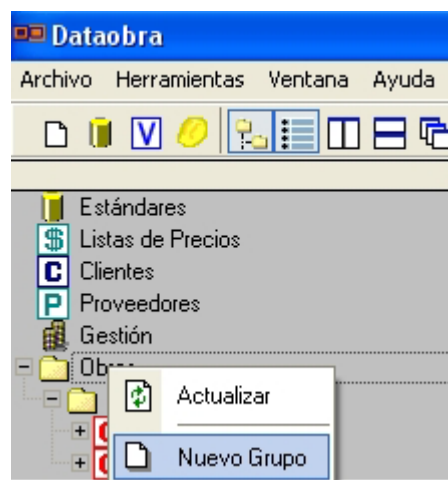 Dataobra
Archivo Herramientas Ventana Ayuda
V
Estándares
$ Listas de Precios
C Clientes
P Proveedores
Gestión
Actualizar
Nuevo Grupo